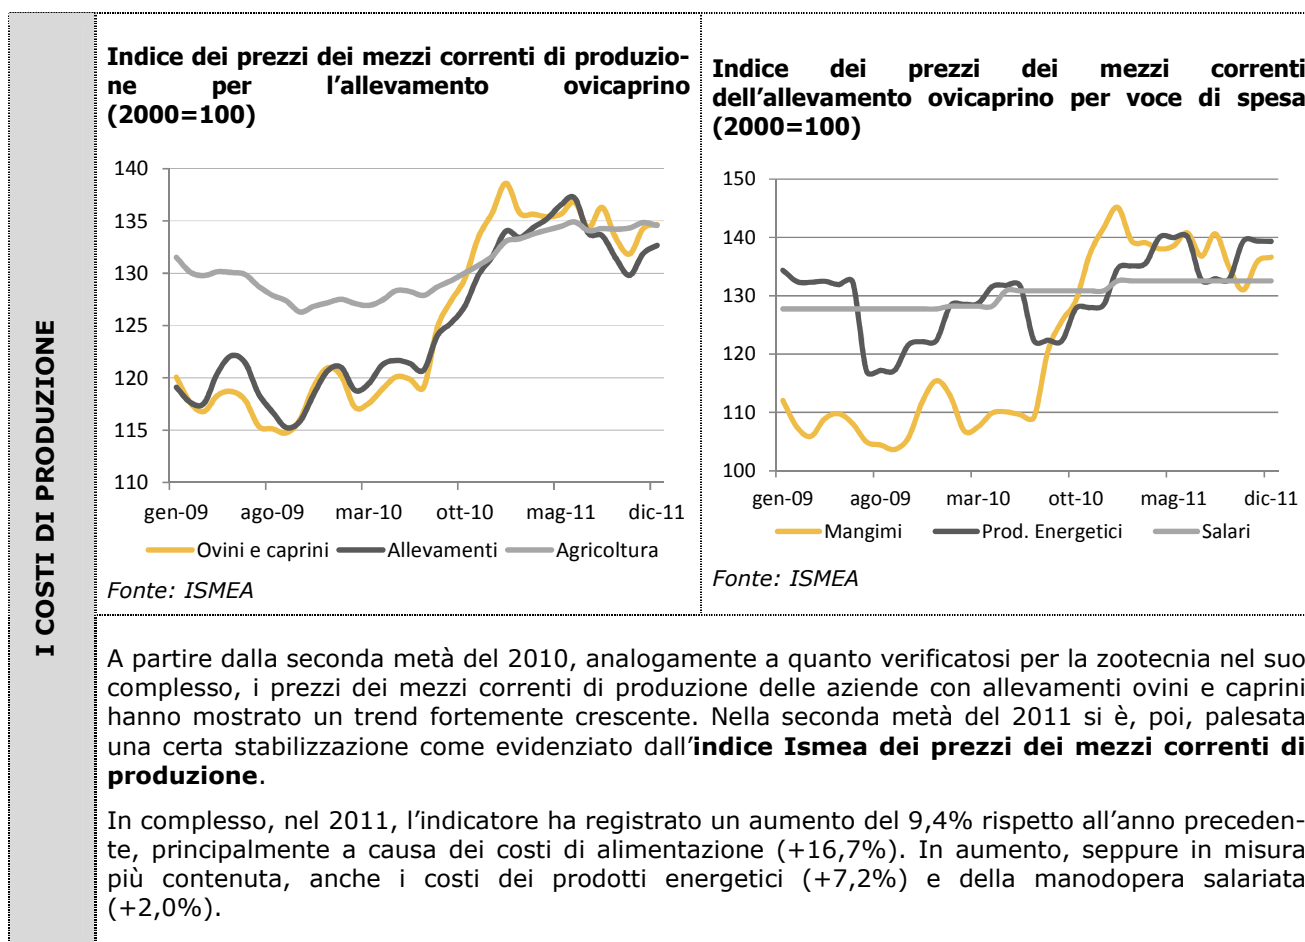 I COSTI DI PRODUZIONE
Indice dei prezzi dei mezzi correnti di produzio-
ne per l'allevamento ovicaprino
(2000=100)
140
135
130
125
120
115
110
gen-09 ago-09 mar-10 ott-10 mag-11 dic-11
Ovini e caprini Allevamenti Agricoltura
Fonte: ISMEA
Indice dei prezzi dei mezzi correnti
dell'allevamento ovicaprino per voce di spesa
(2000=100)
150
140
130
120
110
100
gen-09 ago-09 mar-10 ott-10 mag-11 dic-11
Mangimi Prod. Energetici Salari
Fonte: ISMEA
A partire dalla seconda metà del 2010, analogamente a quanto verificatosi per la zootecnia nel suo
complesso, i prezzi dei mezzi correnti di produzione delle aziende con allevamenti ovini e caprini
hanno mostrato un trend fortemente crescente. Nella seconda metà del 2011 si è, poi, palesata
una certa stabilizzazione come evidenziato dall'indice Ismea dei prezzi dei mezzi correnti di
produzione.
In complesso, nel 2011, l'indicatore ha registrato un aumento del 9,4% rispetto all'anno preceden-
te, principalmente a causa dei costi di alimentazione (+16,7%). In aumento, seppure in misura
più contenuta, anche i costi dei prodotti energetici (+7,2%) e della manodopera salariata
(+2,0%).